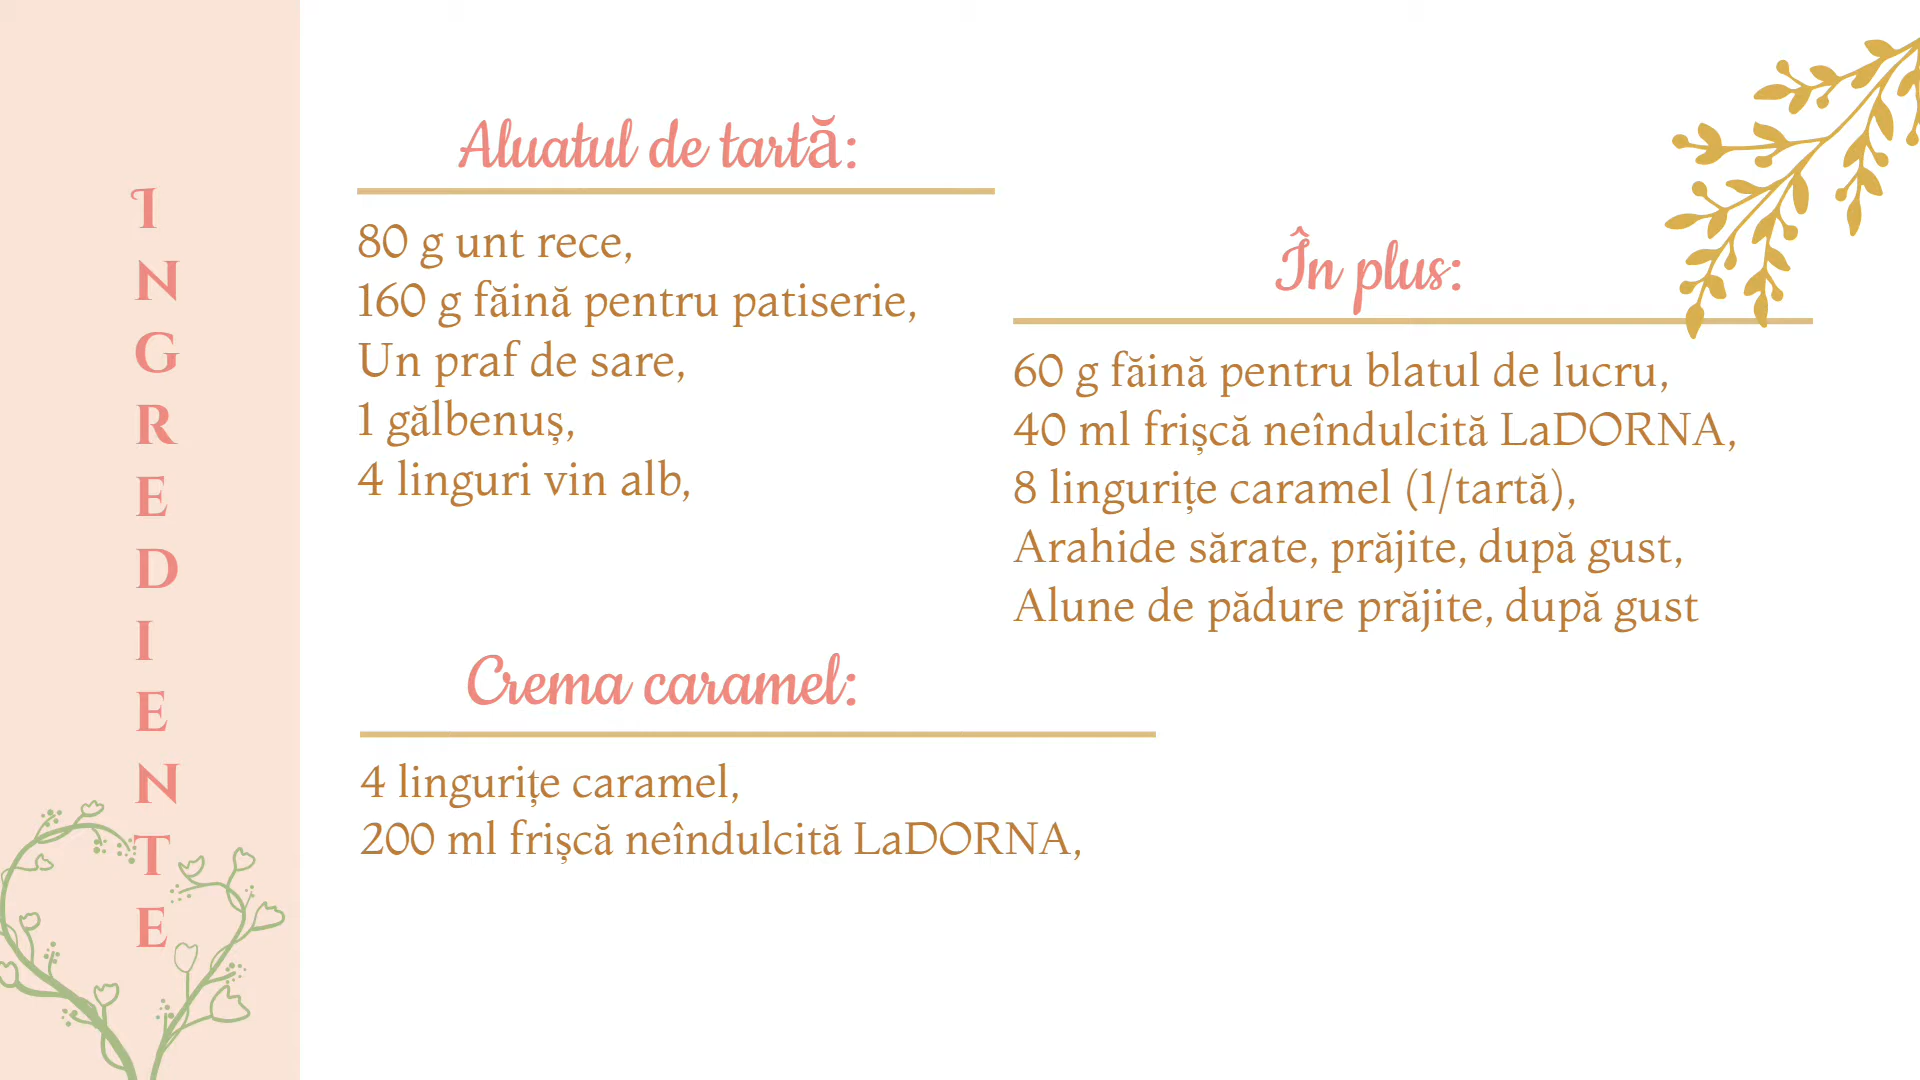 INGREDIENTE
Aluatul de tartă:
80 g unt rece,
160 g făină pentru patiserie,
Un praf de sare,
1 gălbenuș,
4 linguri vin alb,
Crema caramel:
4 lingurițe caramel,
200 ml frișcă neîndulcită LaDORNA,
În plus:
60 g făină pentru blatul de lucru,
40 ml frișcă neîndulcită LaDORNA,
8 lingurițe caramel (1/tartă),
Arahide sărate, prăjite, după gust,
Alune de pădure prăjite, după gust